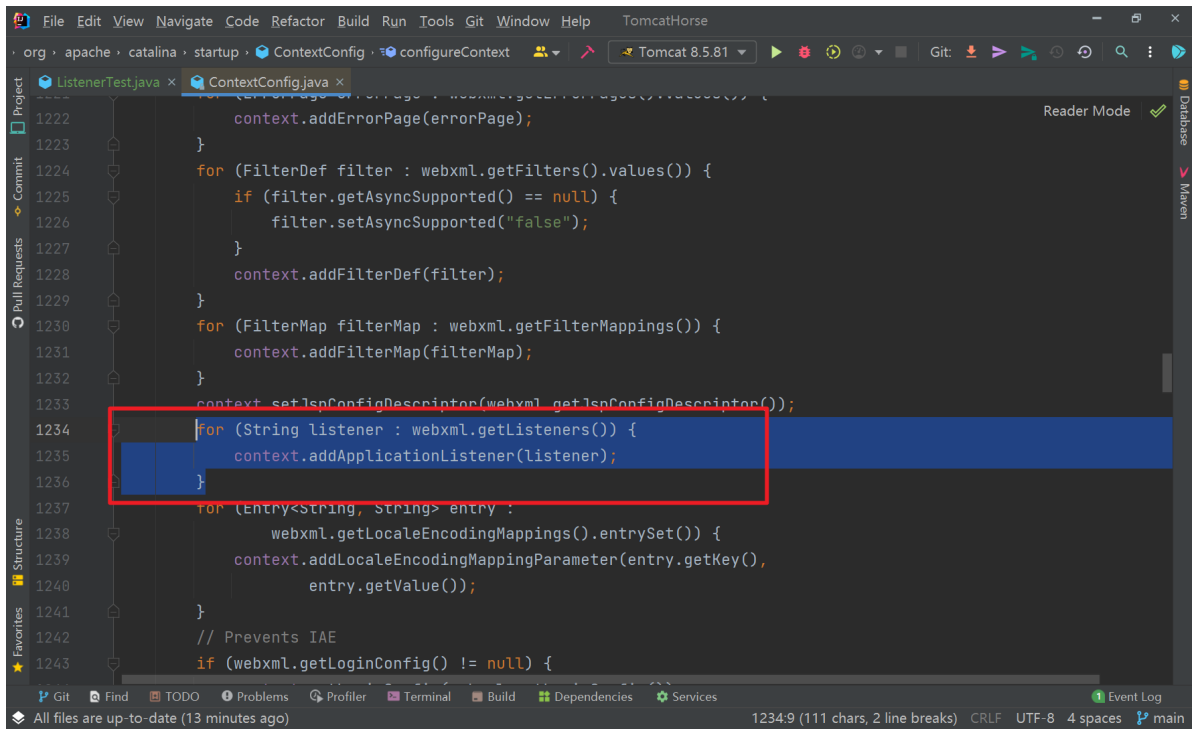 File Edit View Navigate Code Refactor Build Run Tools Git Window Help TomcatHorse
org › apache › catalina › startup › ContextConfig › configureContext Tomcat 8.5.81 Git:
ListenerTest.java × ContextConfig.java ×
Reader Mode
1222 context.addErrorPage(errorPage);
1223 }
1224 for (FilterDef filter : webxml.getFilters().values()) {
1225 if (filter.getAsyncSupported() == null) {
1226 filter.setAsyncSupported("false");
1227 }
1228 context.addFilterDef(filter);
1229 }
1230 for (FilterMap filterMap : webxml.getFilterMappings()) {
1231 context.addFilterMap(filterMap);
1232 }
1233 context.setJspConfigDescriptor(webxml.getJspConfigDescriptor());
1234 for (String listener : webxml.getListeners()) {
1235 context.addApplicationListener(listener);
1236 }
1237 for (Entry<String, String> entry :
1238 webxml.getLocaleEncodingMappings().entrySet()) {
1239 context.addLocaleEncodingMappingParameter(entry.getKey(),
1240 entry.getValue());
1241 }
1242 // Prevents IAE
1243 if (webxml.getLoginConfig() != null) {
Project
Commit
Pull Requests
Structure
Favorites
Database
Maven
Git Find TODO Problems Profiler Terminal Build Dependencies Services 1 Event Log
All files are up-to-date (13 minutes ago) 1234:9 (111 chars, 2 line breaks) CRLF UTF-8 4 spaces main